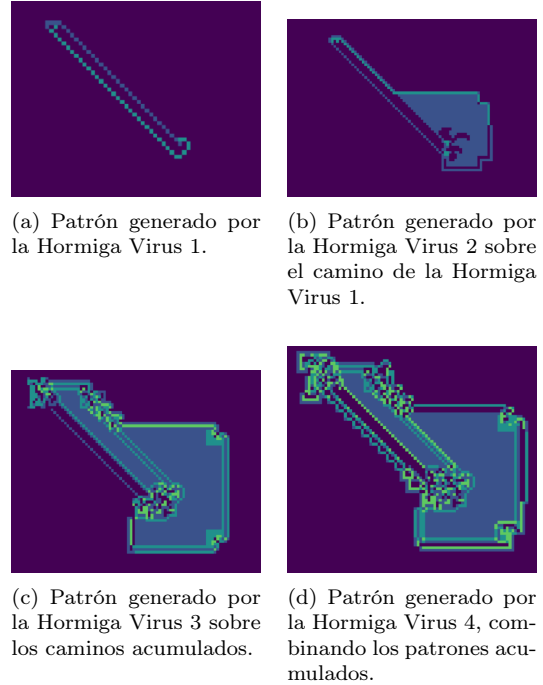 (a) Patrón generado por
la Hormiga Virus 1.
(b) Patrón generado por
la Hormiga Virus 2 sobre
el camino de la Hormiga
Virus 1.
(c) Patrón generado por
la Hormiga Virus 3 sobre
los caminos acumulados.
(d) Patrón generado por
la Hormiga Virus 4, com-
binando los patrones acu-
mulados.